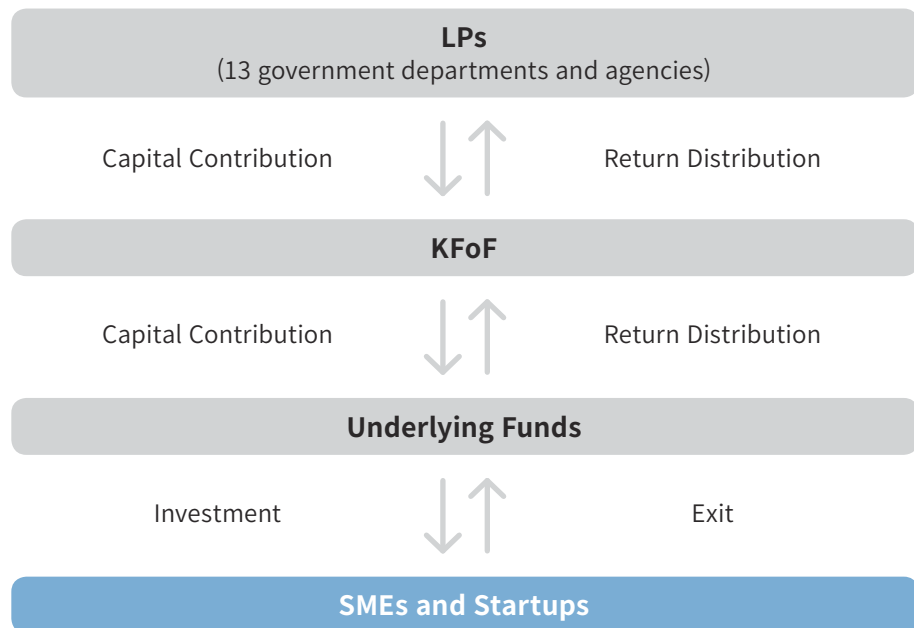 LPs
(13 government departments and agencies)
Capital Contribution
Return Distribution
KFoF
Capital Contribution
Return Distribution
Underlying Funds
Investment
Exit
SMEs and Startups